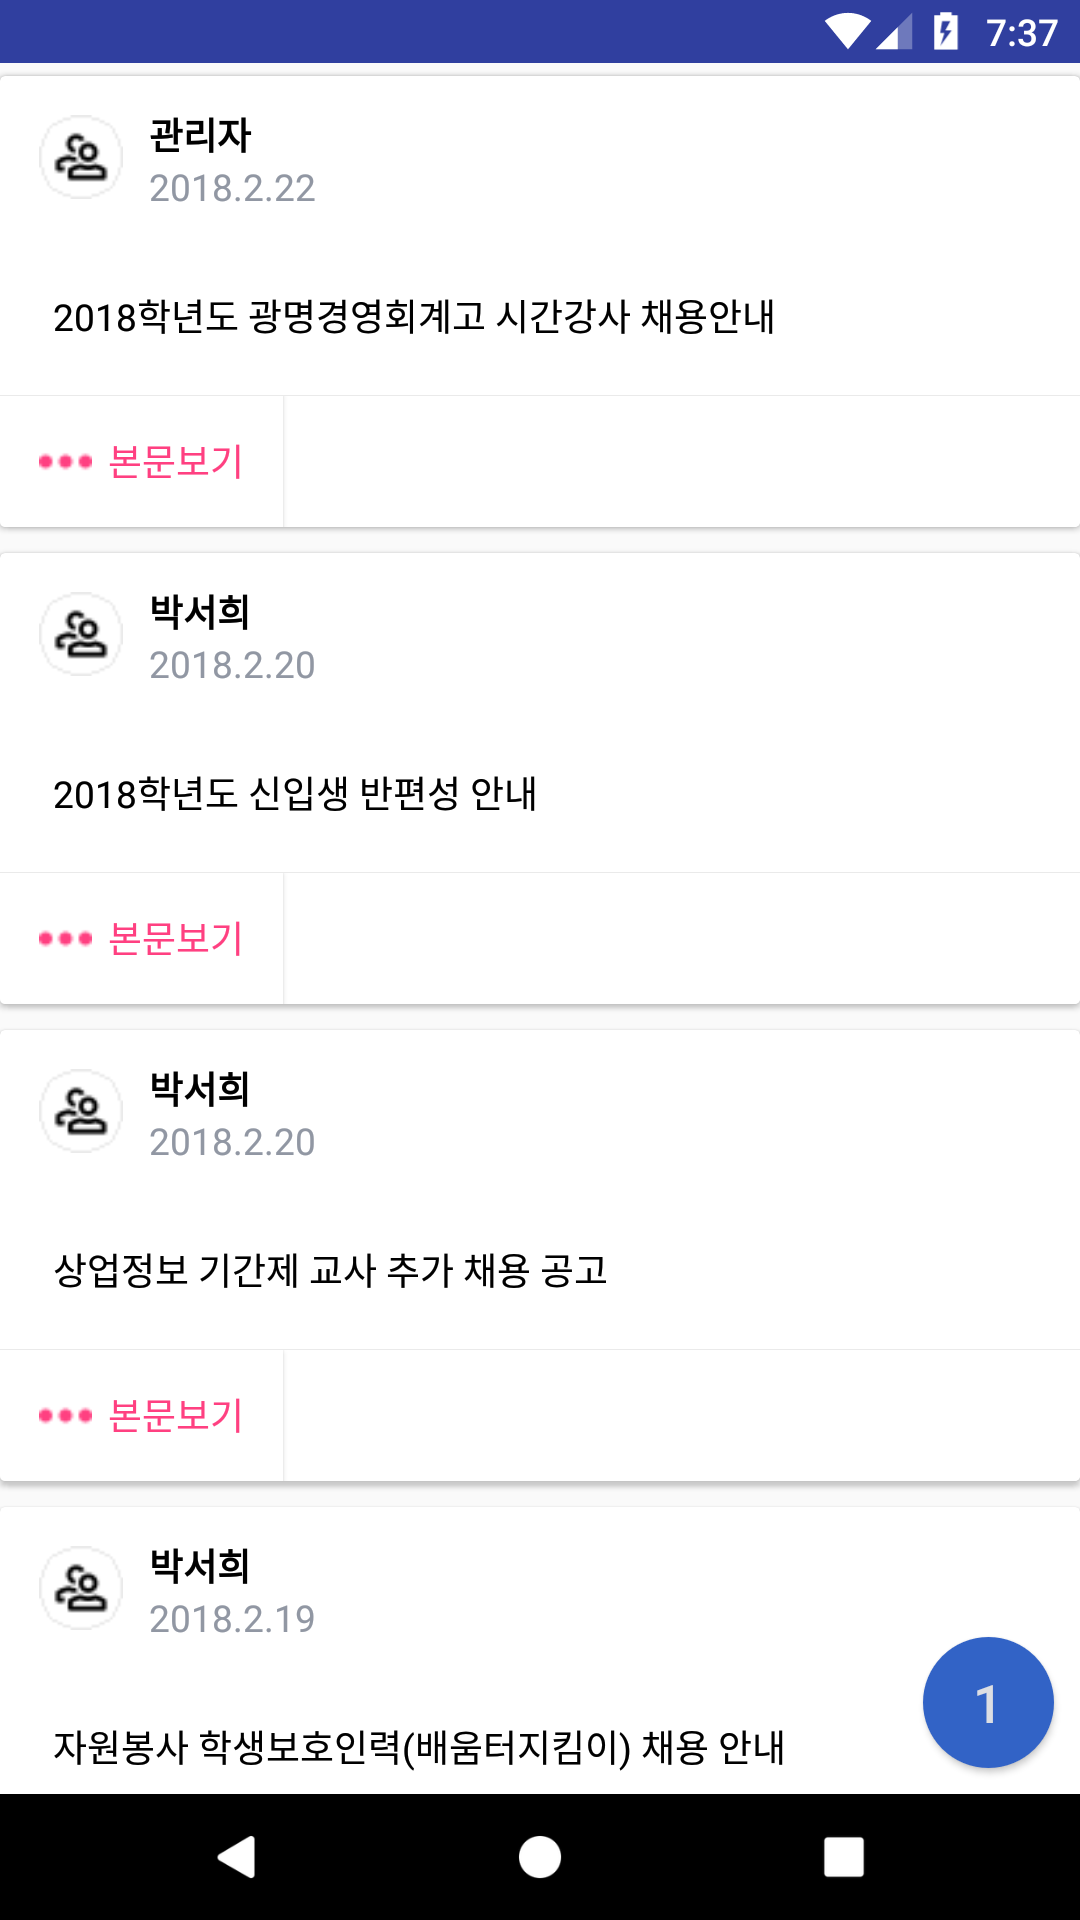 7:37
관리자
2018.2.22
2018학년도 광명경영회계고 시간강사 채용안내
본문보기
박서희
2018.2.20
2018학년도 신입생 반편성 안내
본문보기
박서희
2018.2.20
상업정보 기간제 교사 추가 채용 공고
본문보기
박서희
2018.2.19
자원봉사 학생보호인력(배움터지킴이) 채용 안내
1